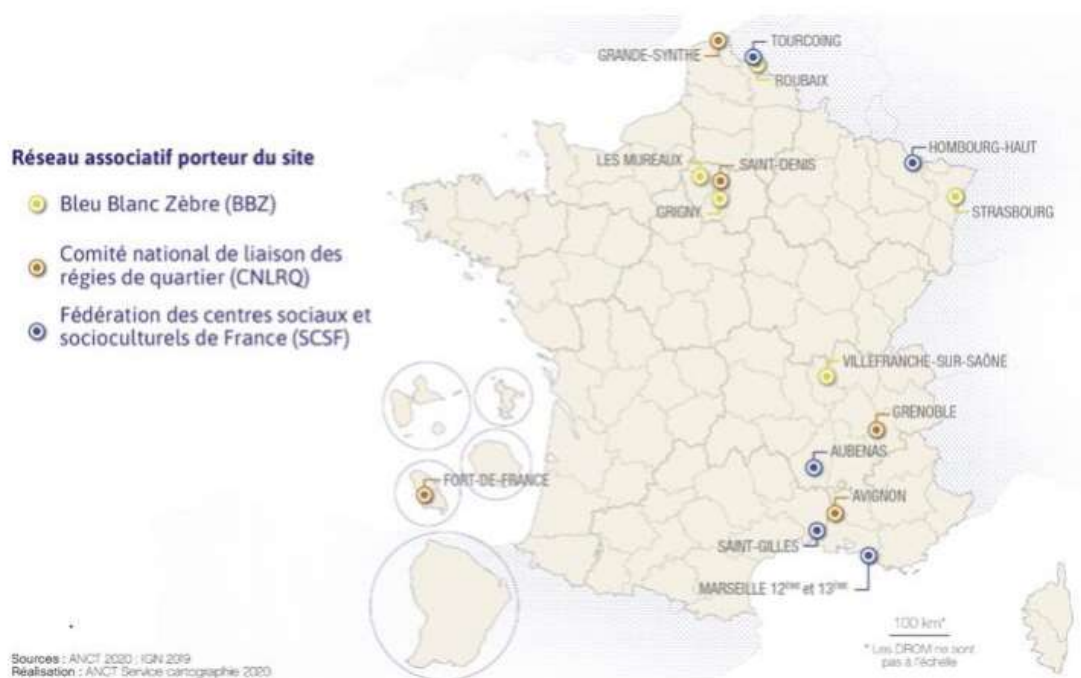 TOURCOING
GRANDE-SYNTHE
ROUBAIX
Réseau associatif porteur du site
Bleu Blanc Zèbre (BBZ)
Comité national de liaison des
régies de quartier (CNLRQ)
Fédération des centres sociaux et
socioculturels de France (SCSF)
HOMBOURG-HAUT
LES MUREAUX
SAINT-DENIS
GRIGNY
STRASBOURG
VILLEFRANCHE-SUR-SAÔNE
GRENOBLE
AUBENAS
FORT-DE-FRANCE
AVIGNON
SAINT-GILLES
MARSEILLE 12ème et 13ème
100 km*
* Les DROM ne sont
pas à l'échelle
Sources : ANCT 2020 ; IGN 2019
Réalisation : ANCT Service cartographie 2020